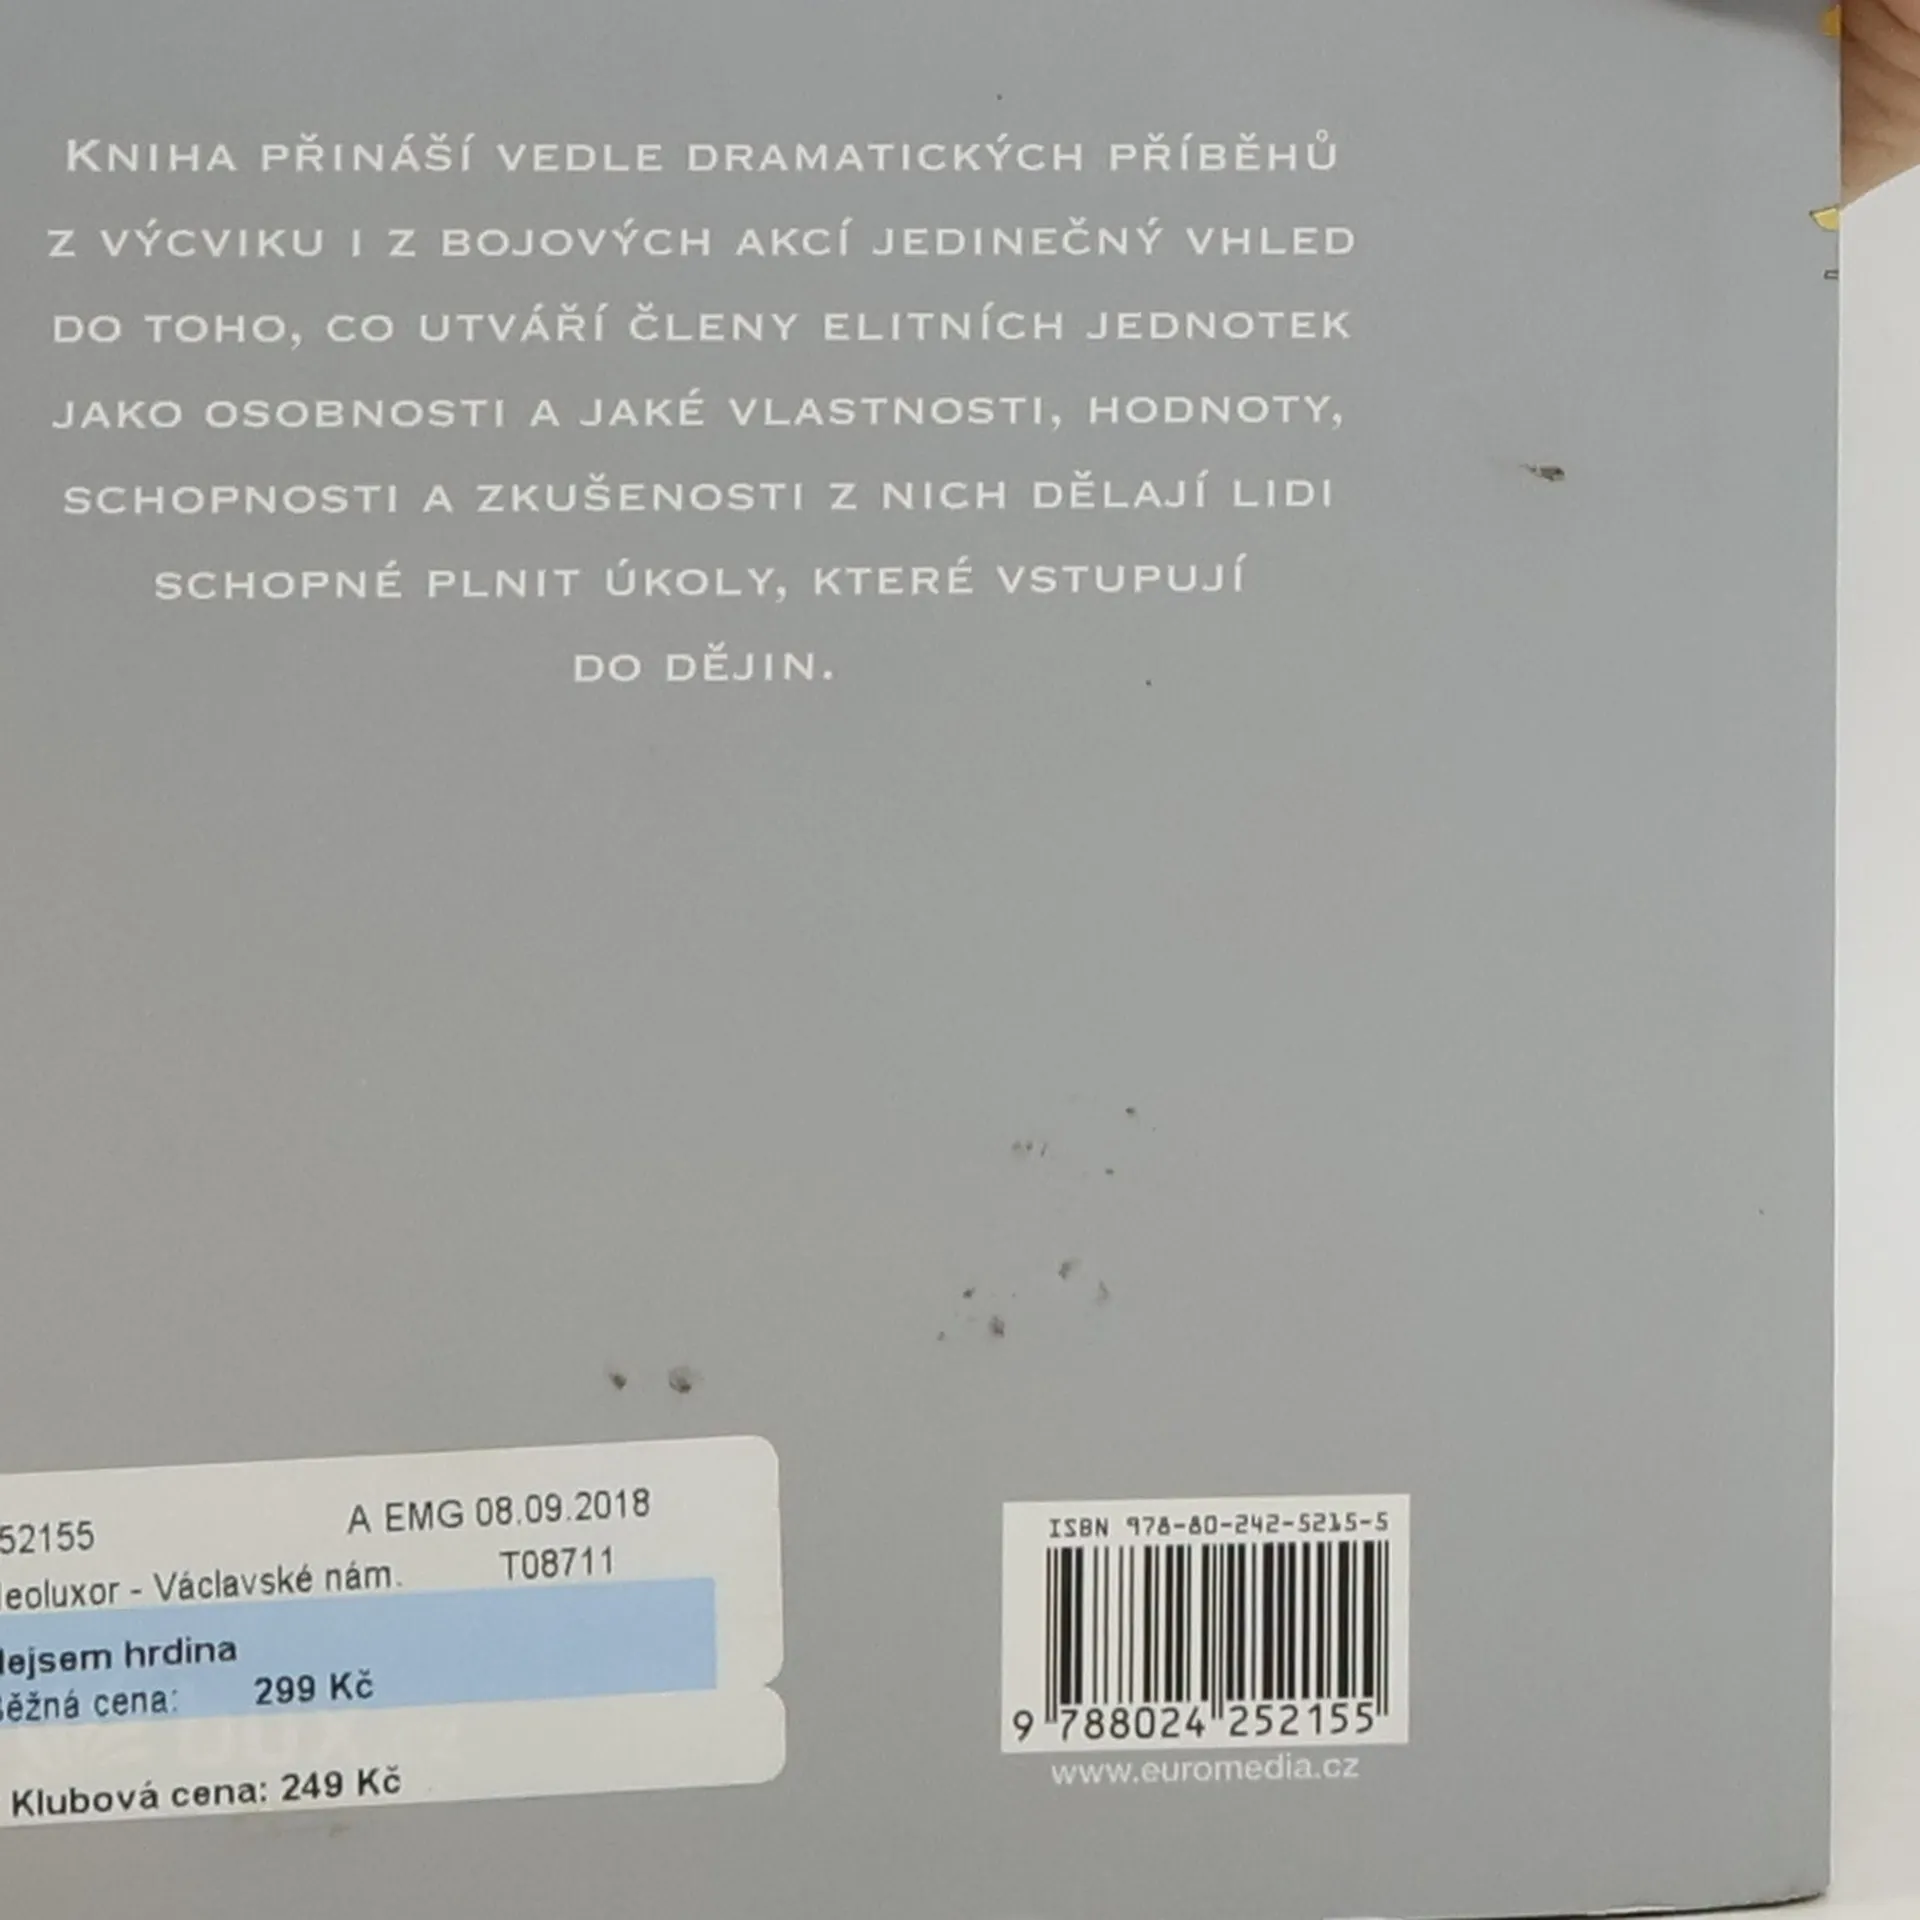 KNIHA PŘINÁŠÍ VEDLE DRAMATICKÝCH PŘÍBĚHŮ
Z VÝCVIKU I Z BOJOVÝCH AKCÍ JEDINEČNÝ VHLED
DO TOHO, CO UTVÁŘÍ ČLENY ELITNÍCH JEDNOTEK
JAKO OSOBNOSTI A JAKÉ VLASTNOSTI, HODNOTY,
SCHOPNOSTI A ZKUŠENOSTI Z NICH DĚLAJÍ LIDI
SCHOPNÉ PLNIT ÚKOLY, KTERÉ VSTUPUJÍ
DO DĚJIN.
52155 A EMG 08.09.2018
eoluxor - Václavské nám. T08711
ejsem hrdina
ěžná cena: 299 Kč
Klubová cena: 249 Kč
ISBN 978-80-242-5215-5
9 788024 252155
www.euromedia.cz